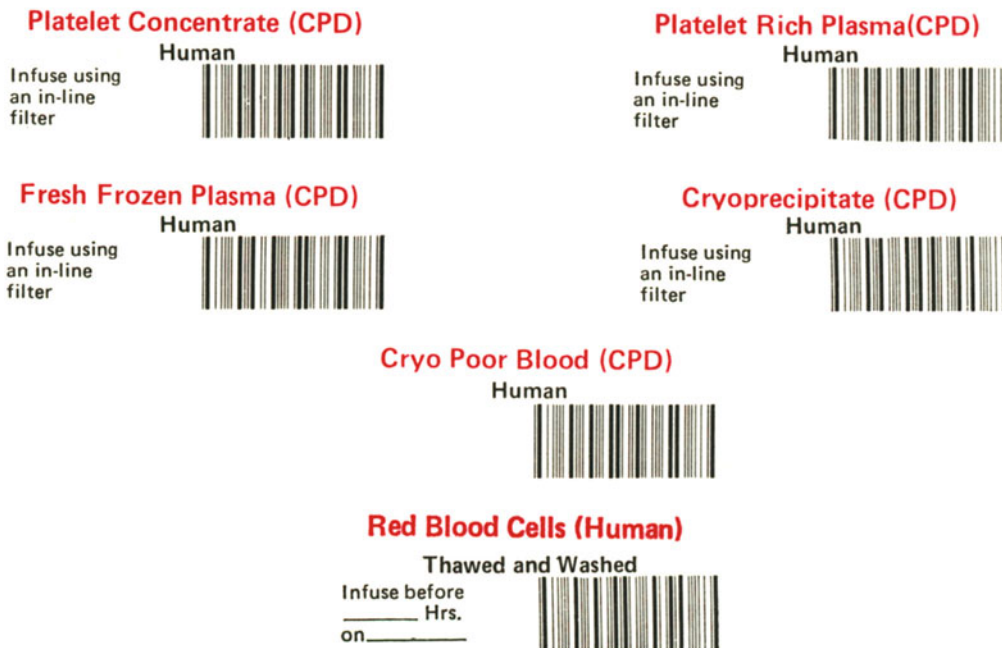 Platelet Concentrate (CPD)
Human
Infuse using
an in-line
filter
Platelet Rich Plasma(CPD)
Human
Infuse using
an in-line
filter
Fresh Frozen Plasma (CPD)
Human
Infuse using
an in-line
filter
Cryoprecipitate (CPD)
Human
Infuse using
an in-line
filter
Cryo Poor Blood (CPD)
Human
Red Blood Cells (Human)
Thawed and Washed
Infuse before
______ Hrs.
on________